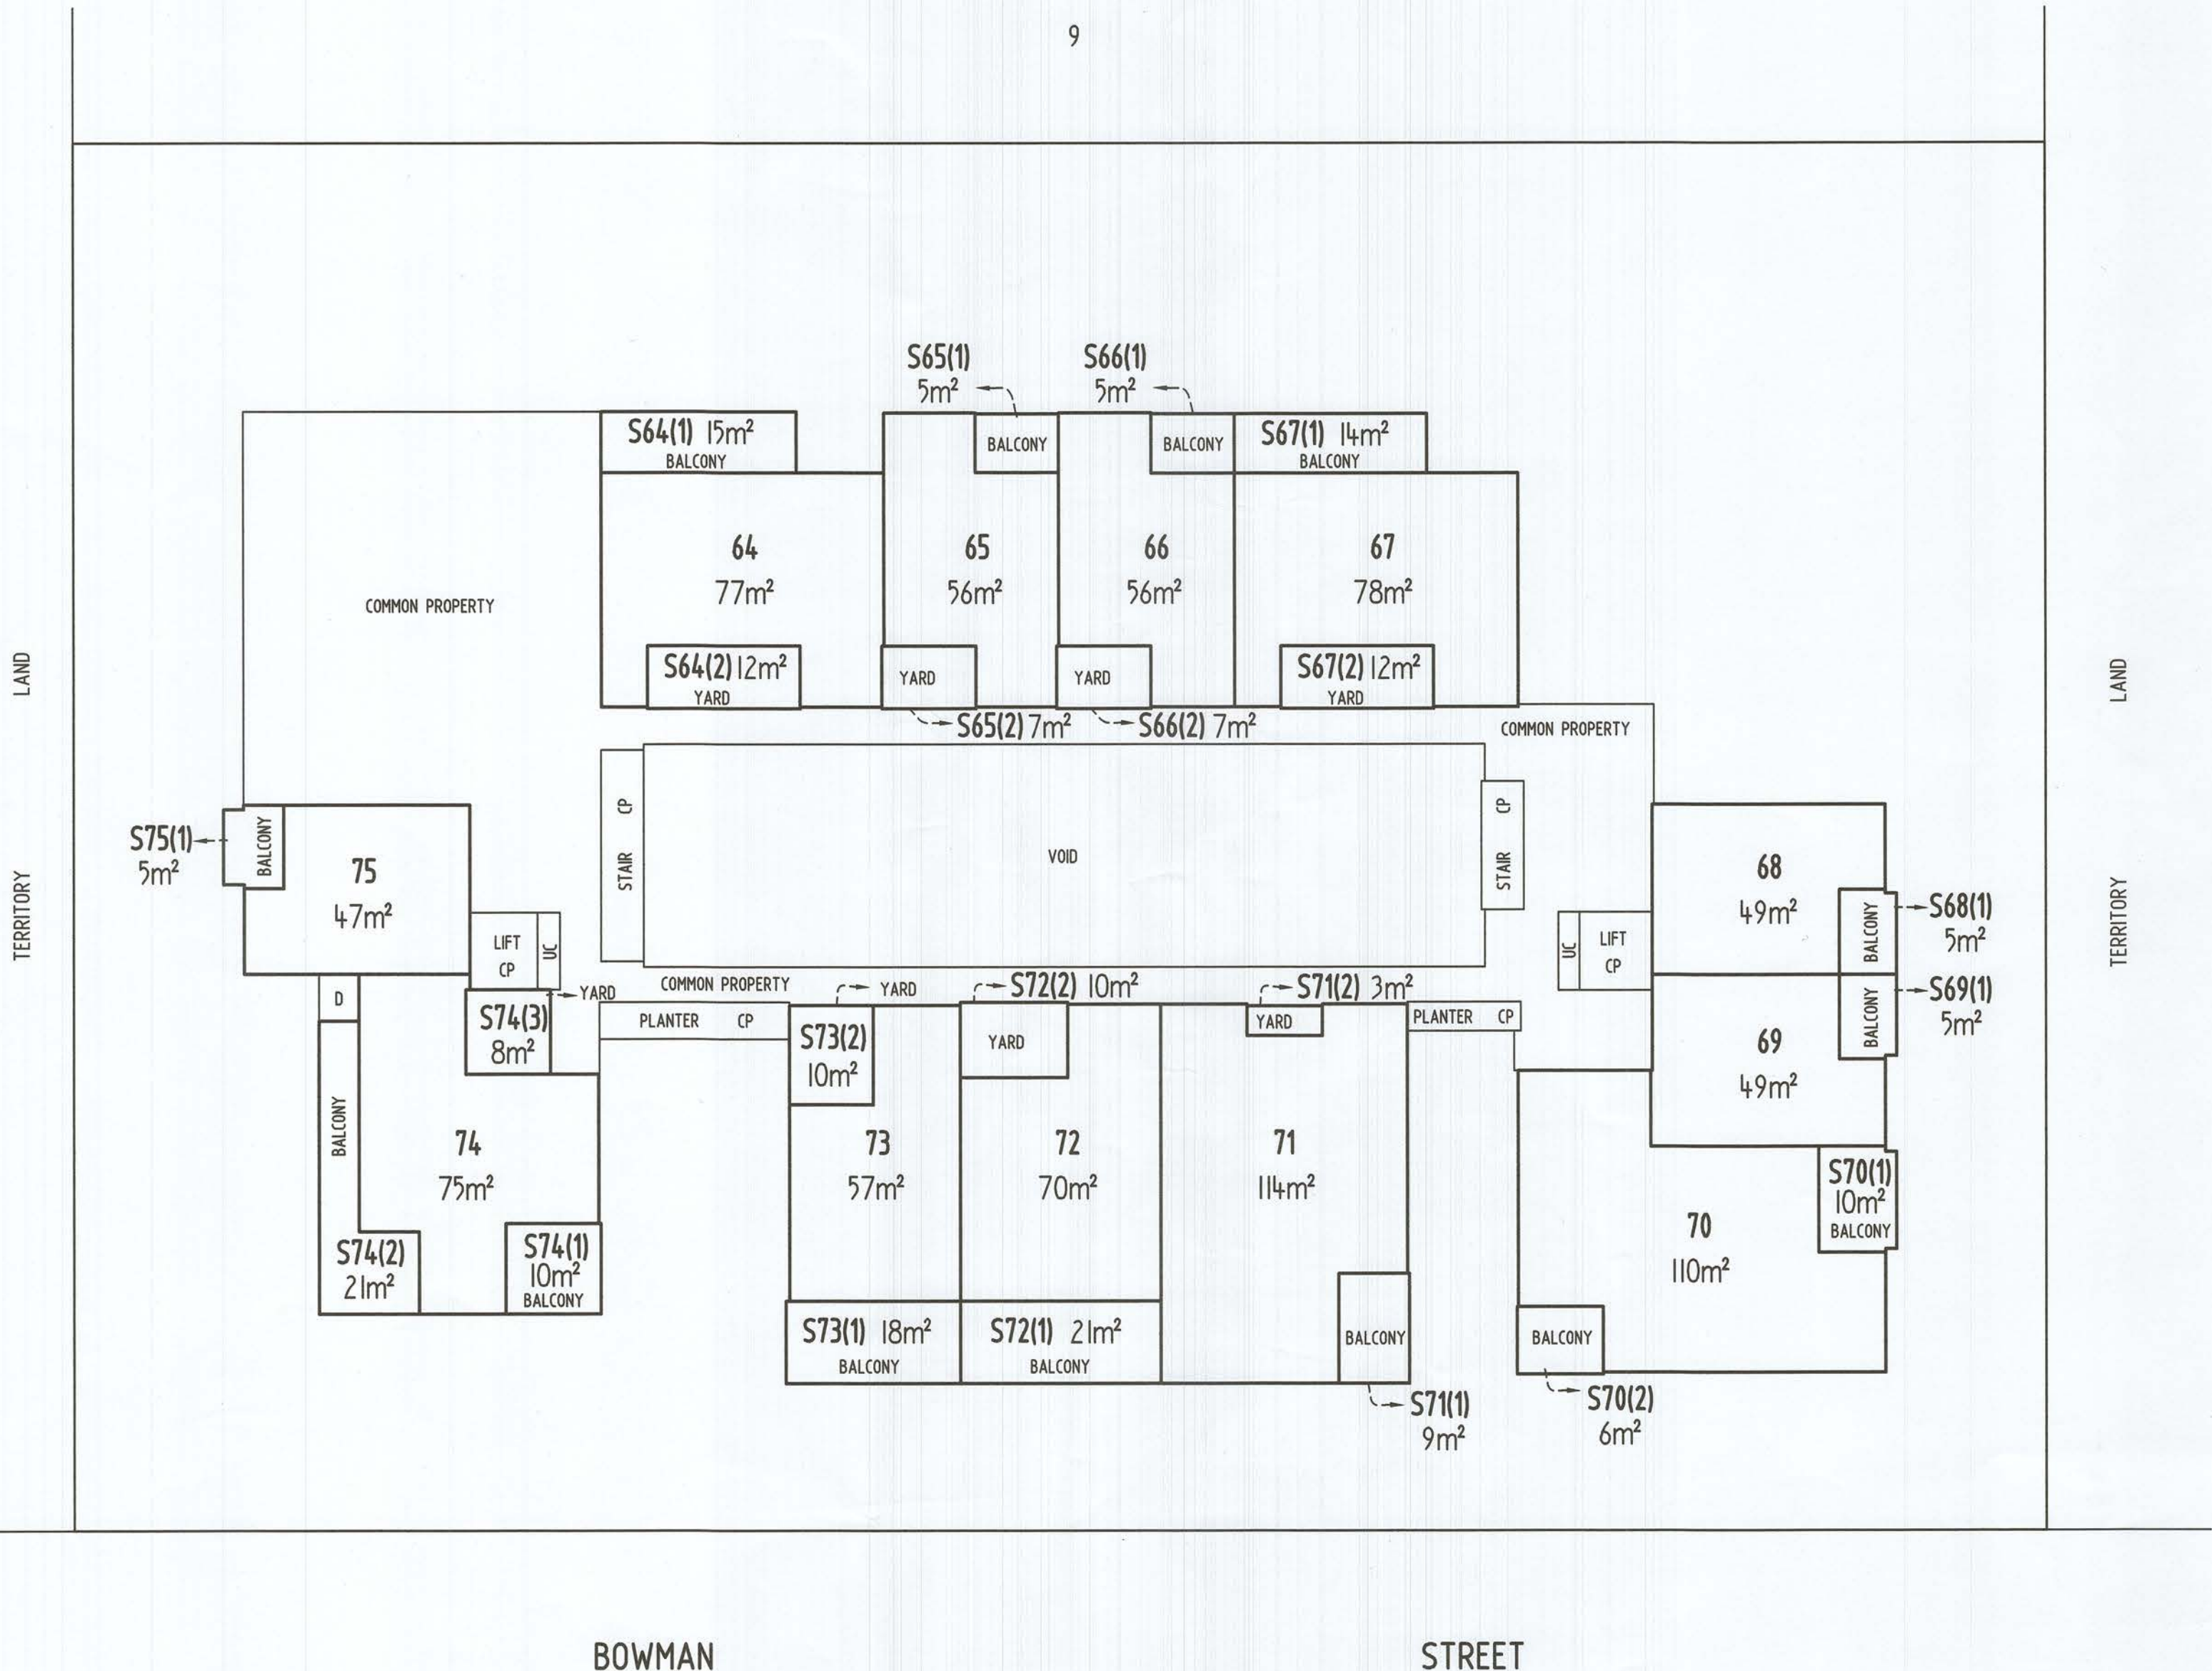 9
S65(1)
5m²
S66(1)
5m²
S64(1) 15m²
BALCONY
BALCONY
BALCONY
S67(1) 14m²
BALCONY
64
77m²
65
56m²
66
56m²
67
78m²
COMMON PROPERTY
LAND
TERRITORY
LAND
TERRITORY
S64(2) 12m²
YARD
YARD
YARD
S67(2) 12m²
YARD
S65(2) 7m²
S66(2) 7m²
COMMON PROPERTY
STAIR CP
VOID
STAIR CP
S75(1)
5m²
BALCONY
75
47m²
68
49m²
BALCONY
S68(1)
5m²
LIFT
CP
UC
UC
LIFT
CP
D
YARD
COMMON PROPERTY
YARD
S72(2) 10m²
S71(2) 3m²
S69(1)
5m²
BALCONY
69
49m²
S74(3)
8m²
PLANTER CP
S73(2)
10m²
YARD
YARD
PLANTER CP
BALCONY
74
75m²
73
57m²
72
70m²
71
114m²
70
110m²
S70(1)
10m²
BALCONY
S74(2)
21m²
S74(1)
10m²
BALCONY
S73(1) 18m²
BALCONY
S72(1) 21m²
BALCONY
BALCONY
BALCONY
S71(1)
9m²
S70(2)
6m²
BOWMAN STREET